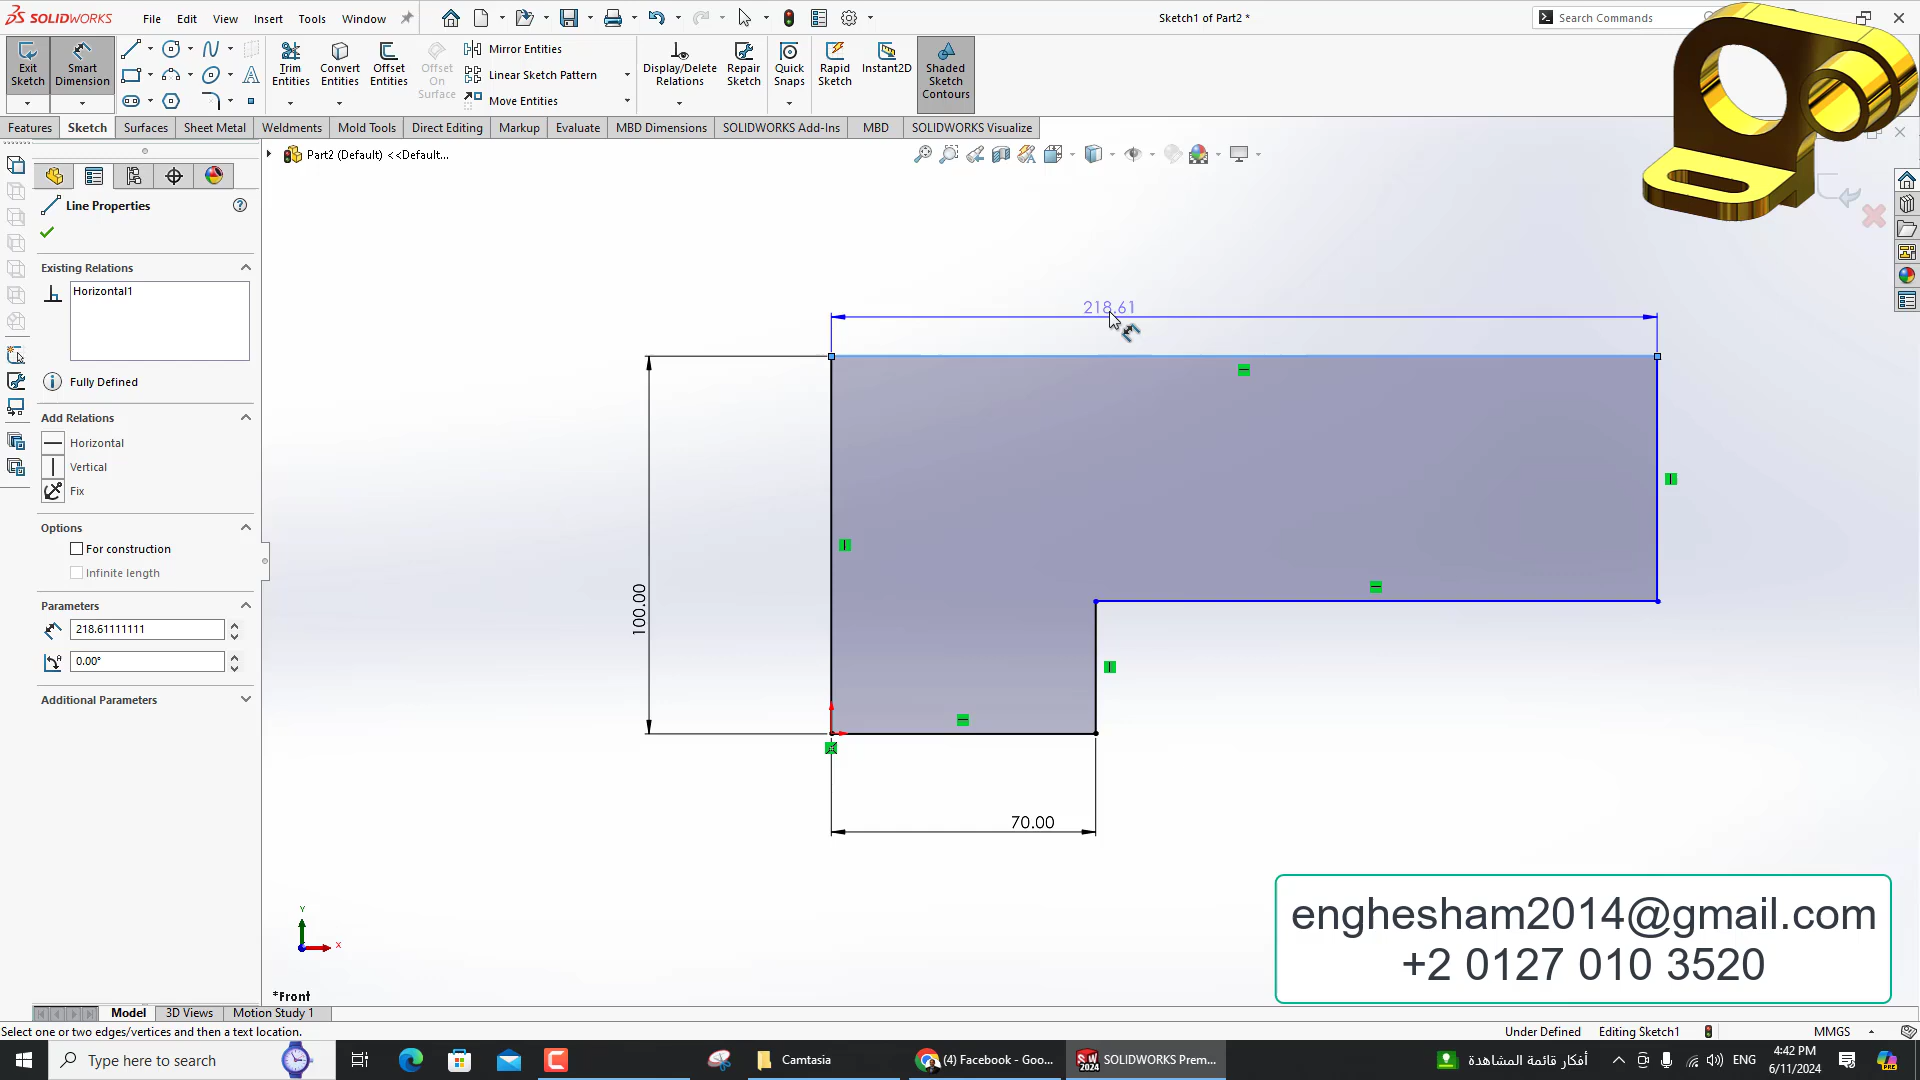 SOLIDWORKS
File Edit View Insert Tools Window
Sketch1 of Part2 *
Search Commands
Exit Sketch
Smart Dimension
Trim Entities
Convert Entities
Offset Entities
Offset On Surface
Mirror Entities
Linear Sketch Pattern
Move Entities
Display/Delete Relations
Repair Sketch
Quick Snaps
Rapid Sketch
Instant2D
Shaded Sketch Contours
Features Sketch Surfaces Sheet Metal Weldments Mold Tools Direct Editing Markup Evaluate MBD Dimensions SOLIDWORKS Add-Ins MBD SOLIDWORKS Visualize
Part2 (Default) <<Default...
Line Properties
Existing Relations
Horizontal1
Fully Defined
Add Relations
Horizontal
Vertical
Fix
Options
For construction
Infinite length
Parameters
218.61111111
0.00°
Additional Parameters
218.61
100.00
70.00
Y
X
*Front
enghesham2014@gmail.com
+2 0127 010 3520
Model 3D Views Motion Study 1
Select one or two edges/vertices and then a text location.
Under Defined Editing Sketch1 MMGS
Type here to search
Camtasia
(4) Facebook - Goo...
SOLIDWORKS Prem...
2024
أفكار قائمة المشاهدة
ENG
4:42 PM
6/11/2024
PRE